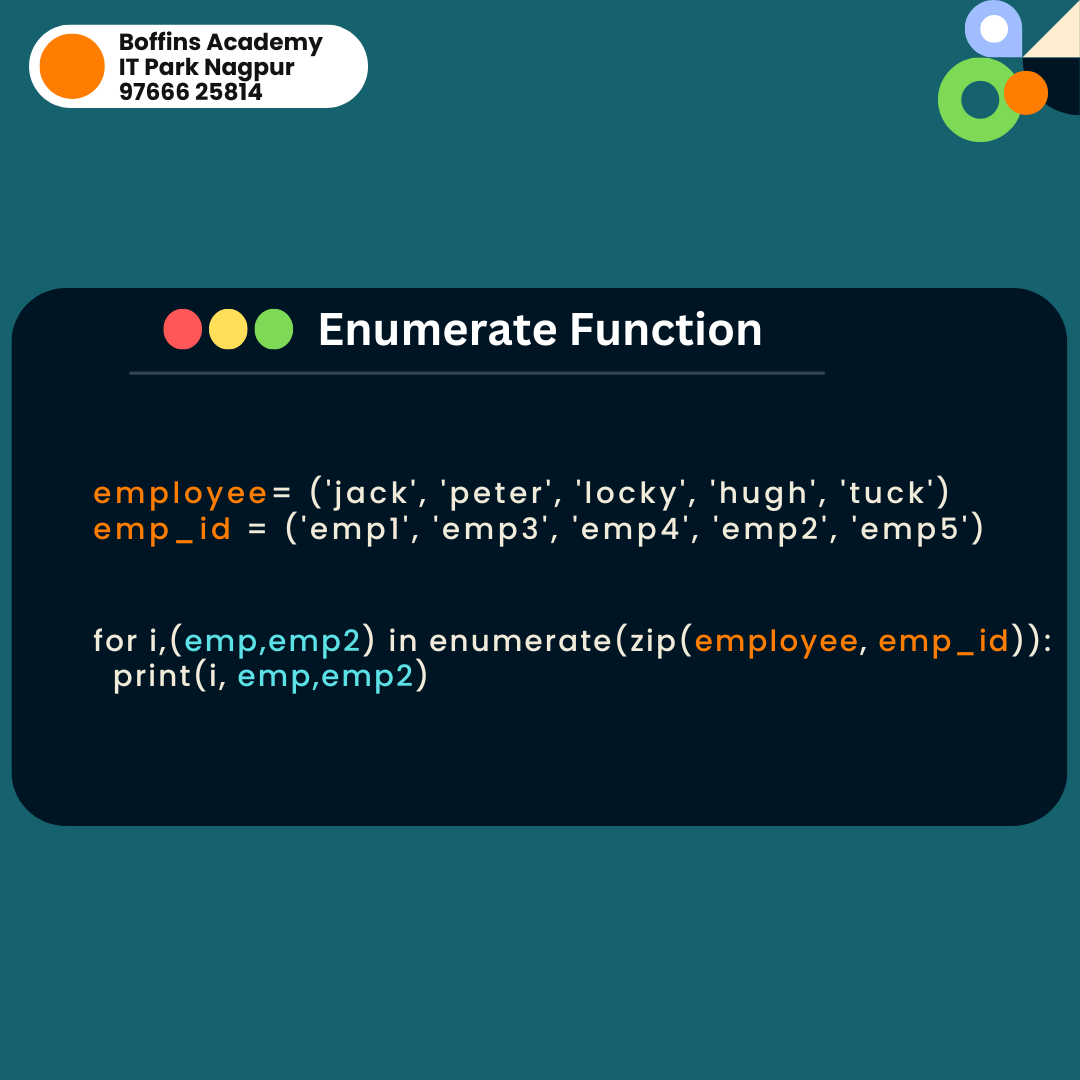 Boffins Academy
IT Park Nagpur
97666 25814
Enumerate Function
employee= ('jack', 'peter', 'locky', 'hugh', 'tuck')
emp_id = ('emp1', 'emp3', 'emp4', 'emp2', 'emp5')
for i,(emp,emp2) in enumerate(zip(employee, emp_id)):
  print(i, emp,emp2)